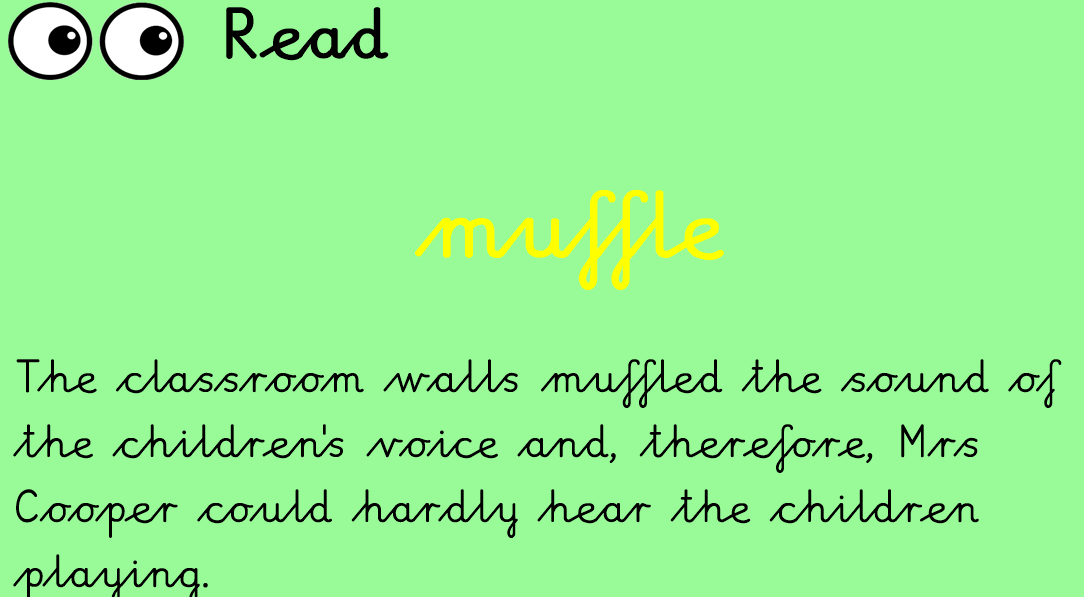 Read
muffle
The classroom walls muffled the sound of
the children's voice and, therefore, Mrs
Cooper could hardly hear the children
playing.